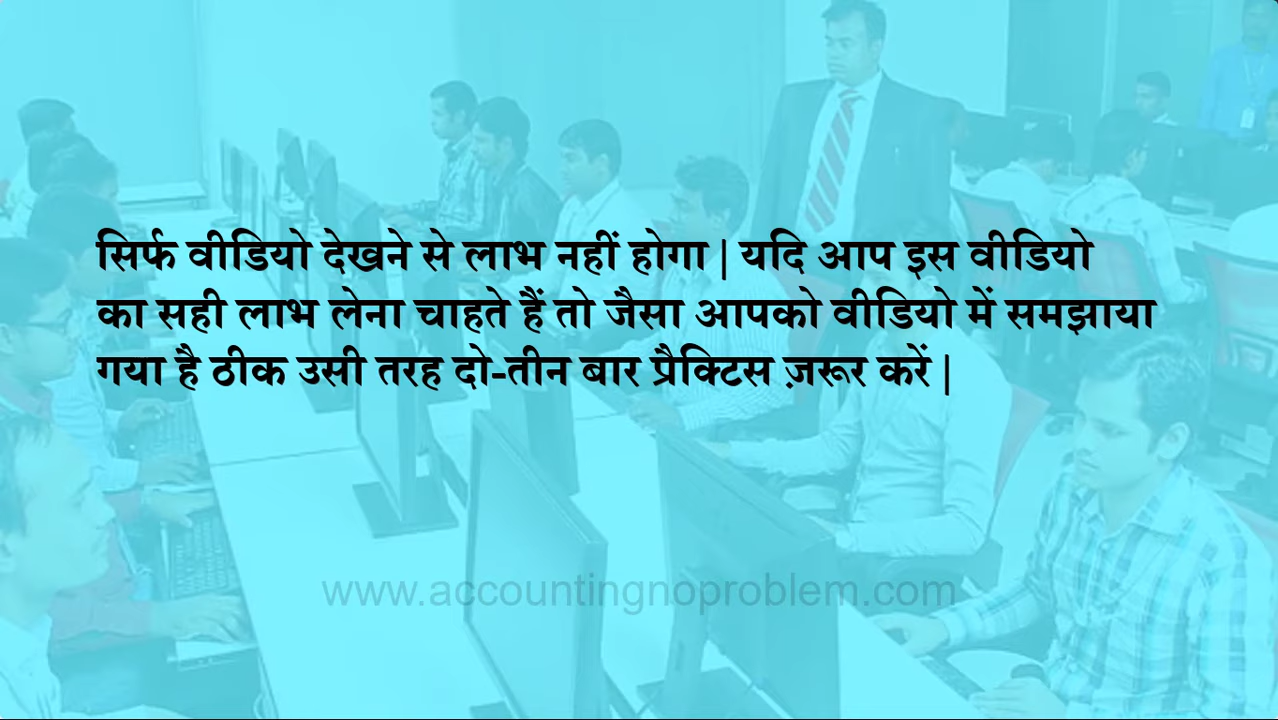 सिर्फ वीडियो देखने से लाभ नहीं होगा | यदि आप इस वीडियो
का सही लाभ लेना चाहते हैं तो जैसा आपको वीडियो में समझाया
गया है ठीक उसी तरह दो-तीन बार प्रैक्टिस ज़रूर करें |
www.accountingnoproblem.com